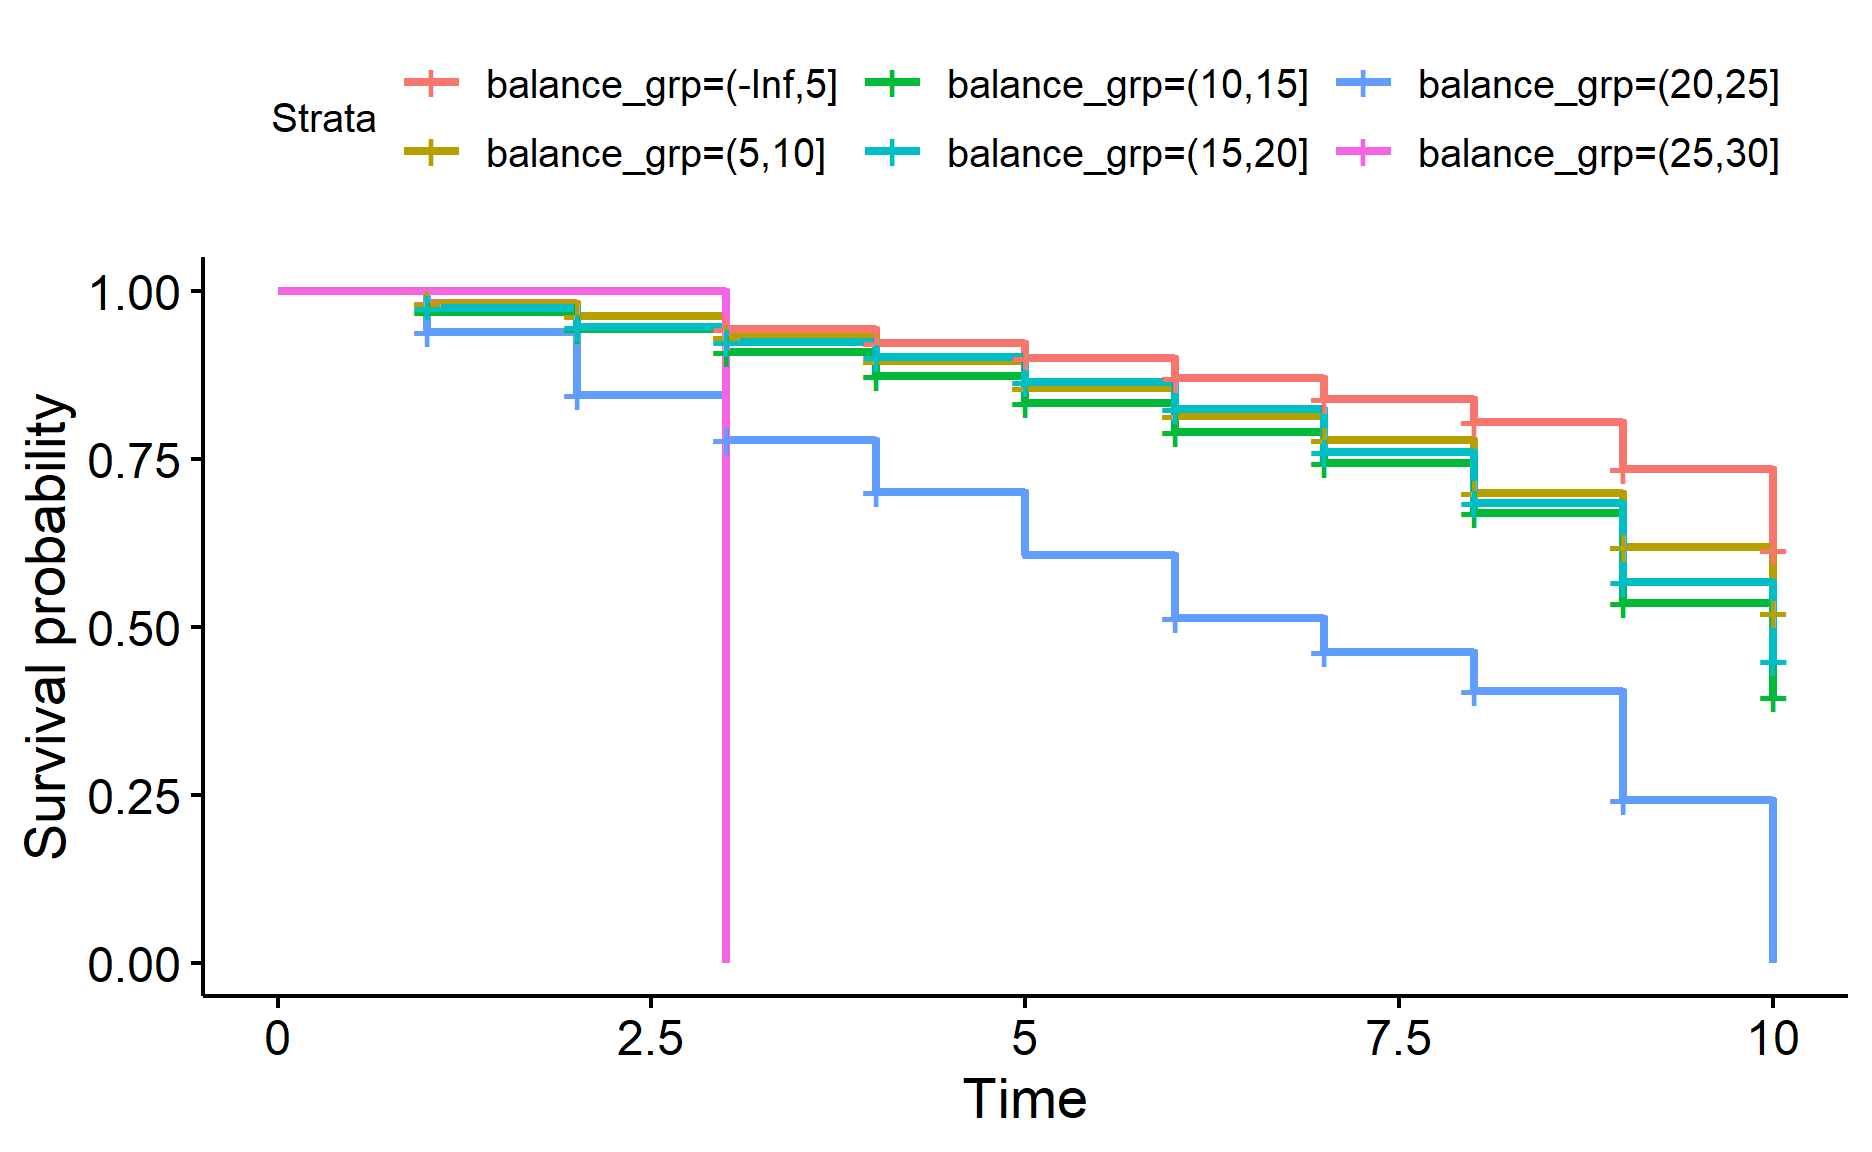 Strata
balance_grp=(-Inf,5] balance_grp=(10,15] balance_grp=(20,25]
balance_grp=(5,10] balance_grp=(15,20] balance_grp=(25,30]
Survival probability
1.00
0.75
0.50
0.25
0.00
0 2.5 5 7.5 10
Time